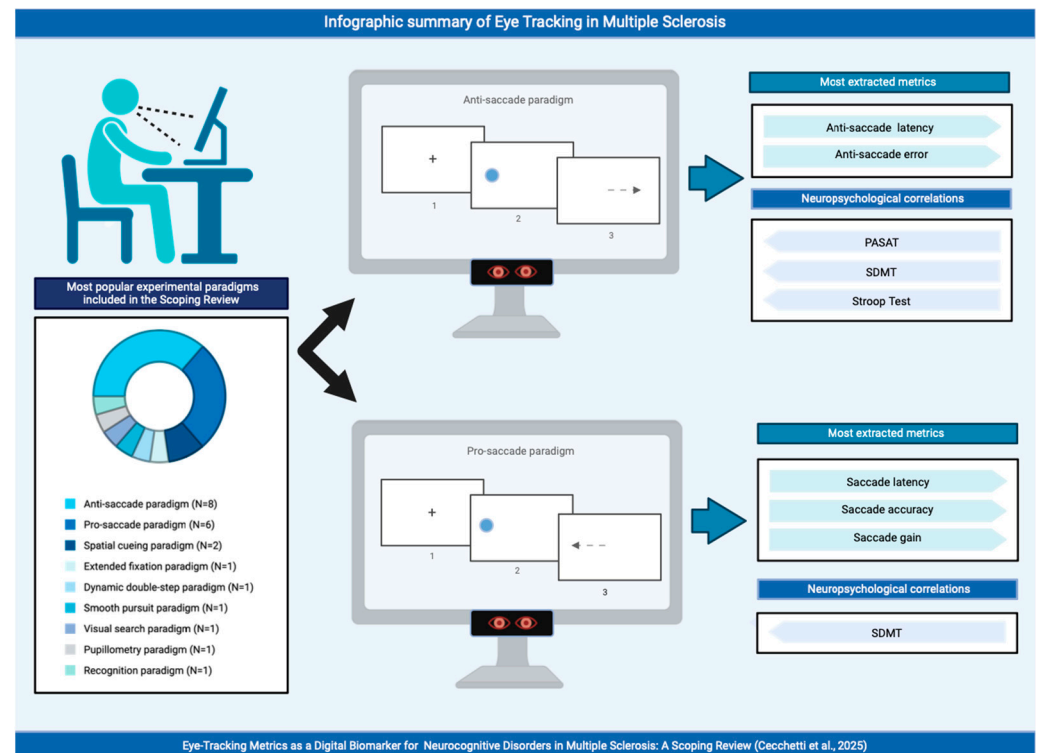 Infographic summary of Eye Tracking in Multiple Sclerosis
Most popular experimental paradigms
included in the Scoping Review
Anti-saccade paradigm (N=8)
Pro-saccade paradigm (N=6)
Spatial cueing paradigm (N=2)
Extended fixation paradigm (N=1)
Dynamic double-step paradigm (N=1)
Smooth pursuit paradigm (N=1)
Visual search paradigm (N=1)
Pupillometry paradigm (N=1)
Recognition paradigm (N=1)
Anti-saccade paradigm
+
1
2
3
Most extracted metrics
Anti-saccade latency
Anti-saccade error
Neuropsychological correlations
PASAT
SDMT
Stroop Test
Pro-saccade paradigm
+
1
2
3
Most extracted metrics
Saccade latency
Saccade accuracy
Saccade gain
Neuropsychological correlations
SDMT
Eye-Tracking Metrics as a Digital Biomarker for Neurocognitive Disorders in Multiple Sclerosis: A Scoping Review (Cecchetti et al., 2025)